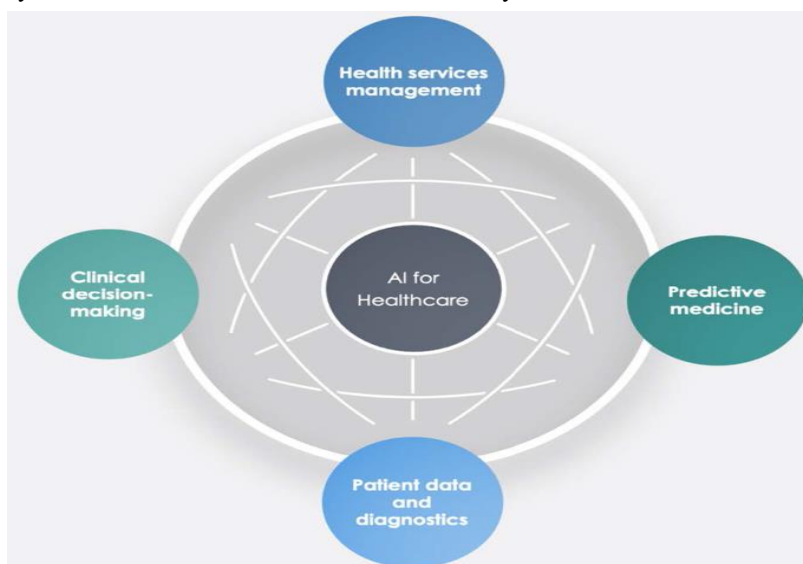 Health services
management
Clinical
decision-
making
AI for
Healthcare
Predictive
medicine
Patient data
and
diagnostics